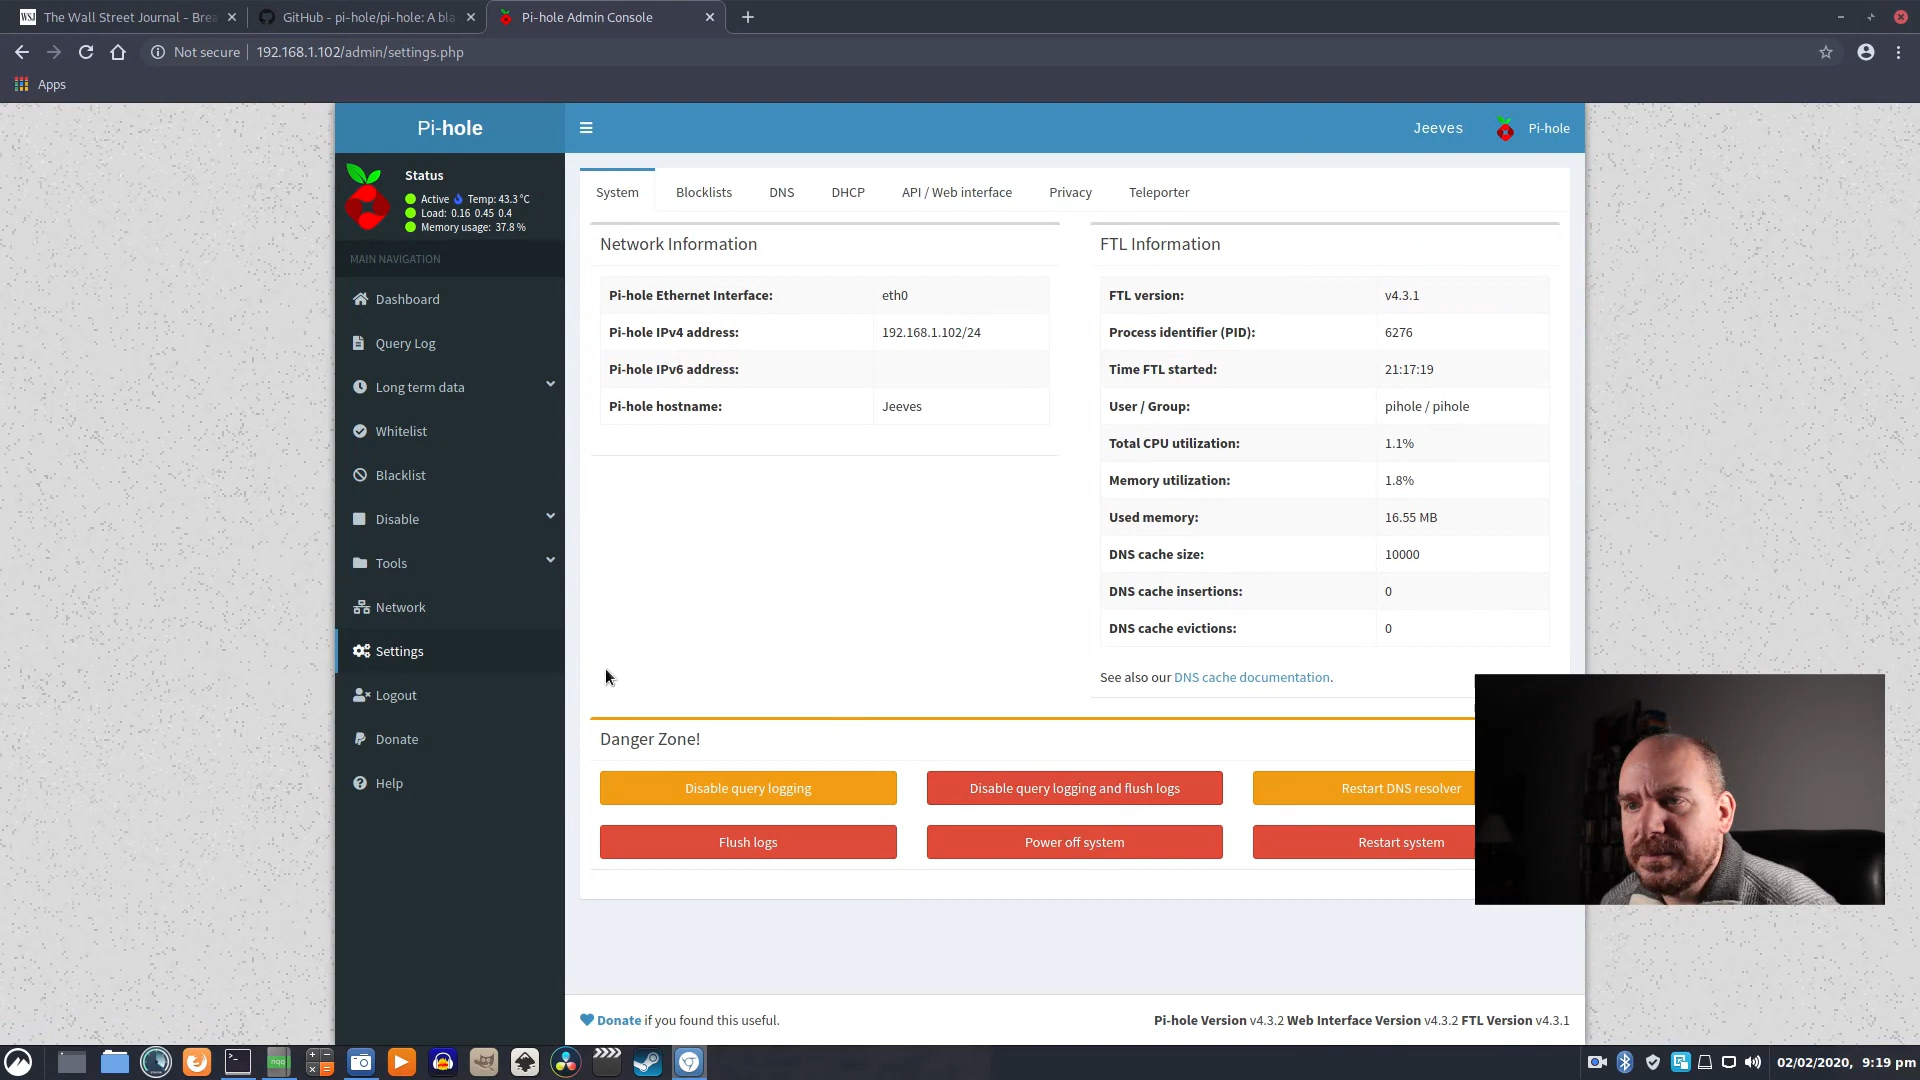 WSJ The Wall Street Journal - Brea
GitHub - pi-hole/pi-hole: A bla
Pi-hole Admin Console
Not secure 192.168.1.102/admin/settings.php
Apps
Pi-hole
Jeeves
Pi-hole
Status
Active Temp: 43.3 °C
Load: 0.16 0.45 0.4
Memory usage: 37.8 %
MAIN NAVIGATION
Dashboard
Query Log
Long term data
Whitelist
Blacklist
Disable
Tools
Network
Settings
Logout
Donate
Help
System Blocklists DNS DHCP API / Web interface Privacy Teleporter
Network Information
Pi-hole Ethernet Interface: eth0
Pi-hole IPv4 address: 192.168.1.102/24
Pi-hole IPv6 address:
Pi-hole hostname: Jeeves
FTL Information
FTL version: v4.3.1
Process identifier (PID): 6276
Time FTL started: 21:17:19
User / Group: pihole / pihole
Total CPU utilization: 1.1%
Memory utilization: 1.8%
Used memory: 16.55 MB
DNS cache size: 10000
DNS cache insertions: 0
DNS cache evictions: 0
See also our DNS cache documentation.
Danger Zone!
Disable query logging Disable query logging and flush logs Restart DNS resolver
Flush logs Power off system Restart system
Donate if you found this useful.
Pi-hole Version v4.3.2 Web Interface Version v4.3.2 FTL Version v4.3.1
nqq
02/02/2020, 9:19 pm